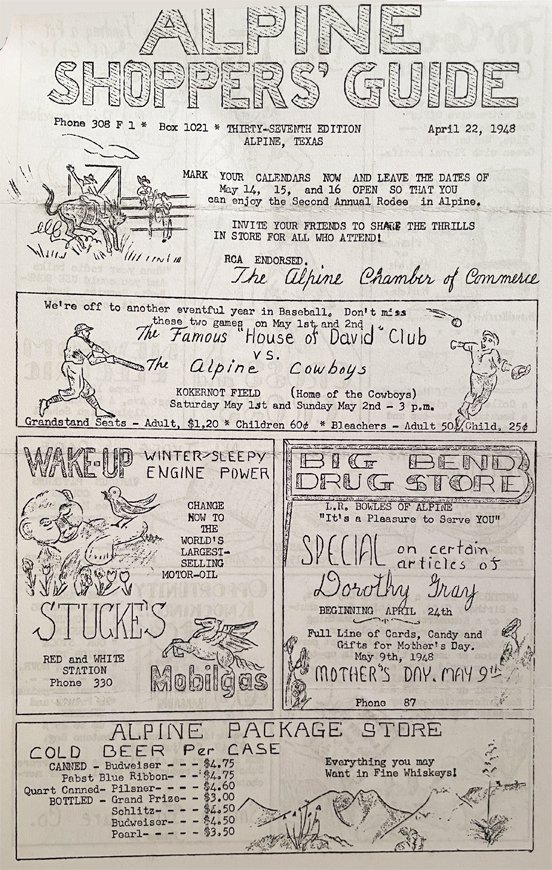 ALPINE
SHOPPERS' GUIDE
Phone 308 F 1 * Box 1021 * THIRTY-SEVENTH EDITION April 22, 1948
ALPINE, TEXAS
MARK YOUR CALENDARS NOW AND LEAVE THE DATES OF
May 14, 15, and 16 OPEN SO THAT YOU
can enjoy the Second Annual Rodeo in Alpine.
INVITE YOUR FRIENDS TO SHARE THE THRILLS
IN STORE FOR ALL WHO ATTEND!
RCA ENDORSED.
The Alpine Chamber of Commerce
We're off to another eventful year in Baseball. Don't miss
these two games on May 1st and 2nd
The Famous "House of David" Club
vs.
The Alpine Cowboys
KOKERNOT FIELD (Home of the Cowboys)
Saturday May 1st and Sunday May 2nd - 3 p.m.
Grandstand Seats - Adult, $1.20 * Children 60¢ * Bleachers - Adult 50¢ Child, 25¢
WAKE-UP WINTER-SLEEPY
ENGINE POWER
CHANGE
NOW TO
THE
WORLD'S
LARGEST-
SELLING
MOTOR-OIL
STUCKE'S
RED and WHITE
STATION
Phone 330
Mobilgas
BIG BEND
DRUG STORE
L.R. BOWLES OF ALPINE
"It's a Pleasure to Serve YOU"
SPECIAL on certain
articles of
Dorothy Gray
BEGINNING APRIL 24th
Full Line of Cards, Candy and
Gifts for Mother's Day.
May 9th, 1948
MOTHER'S DAY, MAY 9th
Phone 87
ALPINE PACKAGE STORE
COLD BEER Per CASE
CANNED - Budweiser - - - $4.75
Pabst Blue Ribbon- - - - $4.75
Quart Canned- Pilsner- - - - $4.60
BOTTLED - Grand Prize- - - $3.00
Schlitz- - - - $4.50
Budweiser- - - - $4.50
Pearl- - - - - $3.50
Everything you may
Want in Fine Whiskeys!